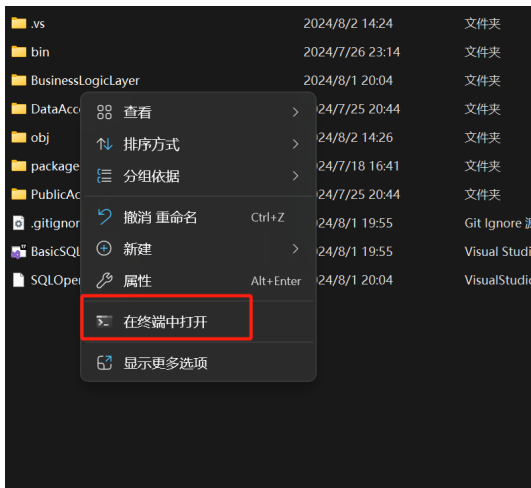 .vs 2024/8/2 14:24 文件夹
bin 2024/7/26 23:14 文件夹
BusinessLogicLayer 2024/8/1 20:04 文件夹
DataAcc 24/7/25 20:44 文件夹
obj 24/8/2 14:26 文件夹
package 24/7/18 16:41 文件夹
PublicAc 24/7/25 20:44 文件夹
.gitignor 24/8/1 19:55 Git Ignore 源
BasicSQL 24/8/1 19:55 Visual Studi
SQLOpe 24/8/1 20:04 VisualStudio
查看
排序方式
分组依据
撤消 重命名 Ctrl+Z
新建
属性 Alt+Enter
在终端中打开
显示更多选项